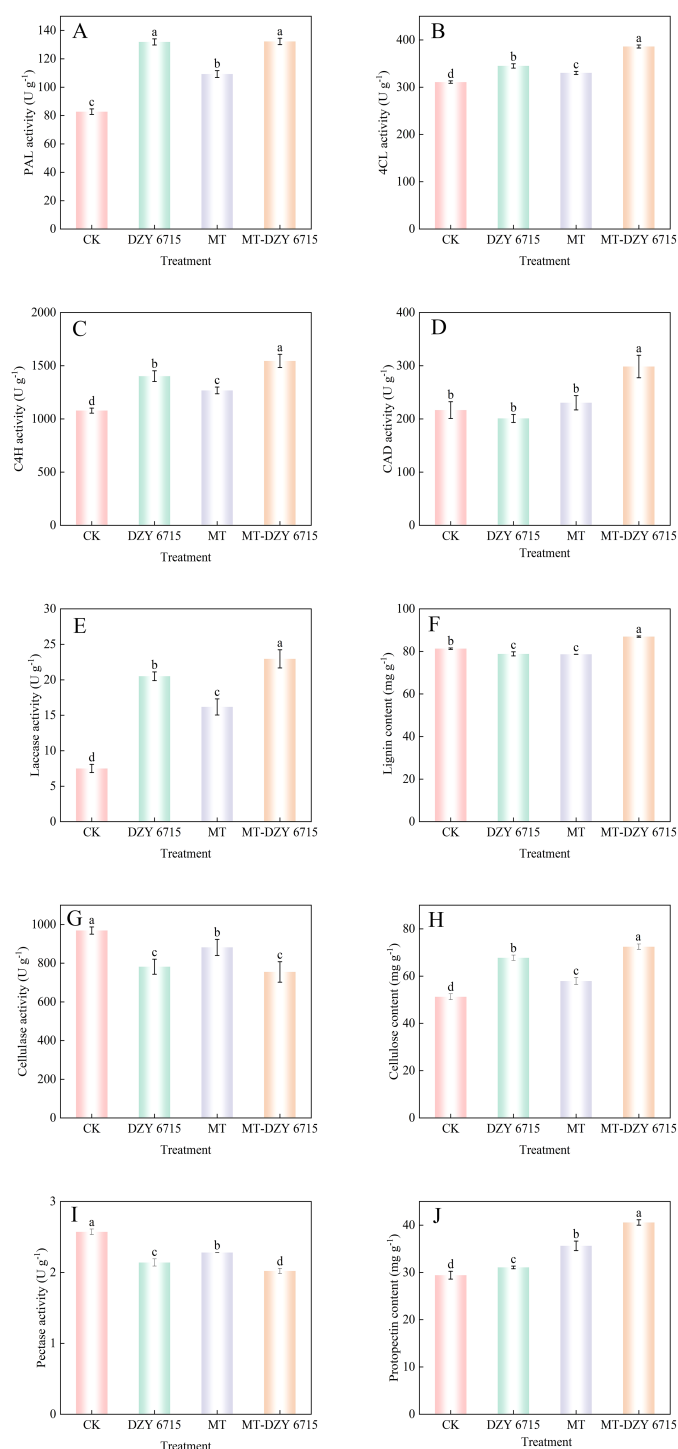 A
PAL activity (U g-1)
140
120
100
80
60
40
20
0
c
a
b
a
CK
DZY 6715
MT
MT-DZY 6715
Treatment
B
4CL activity (U g-1)
400
300
200
100
0
d
b
c
a
CK
DZY 6715
MT
MT-DZY 6715
Treatment
C
C4H activity (U g-1)
2000
1500
1000
500
0
d
b
c
a
CK
DZY 6715
MT
MT-DZY 6715
Treatment
D
CAD activity (U g-1)
400
300
200
100
0
b
b
b
a
CK
DZY 6715
MT
MT-DZY 6715
Treatment
E
Laccase activity (U g-1)
30
25
20
15
10
5
0
d
b
c
a
CK
DZY 6715
MT
MT-DZY 6715
Treatment
F
Lignin content (mg g-1)
100
80
60
40
20
0
b
c
c
a
CK
DZY 6715
MT
MT-DZY 6715
Treatment
G
Cellulase activity (U g-1)
1000
800
600
400
200
0
a
c
b
c
CK
DZY 6715
MT
MT-DZY 6715
Treatment
H
Cellulose content (mg g-1)
80
60
40
20
0
d
b
c
a
CK
DZY 6715
MT
MT-DZY 6715
Treatment
I
Pectase activity (U g-1)
3
2
1
0
a
c
b
d
CK
DZY 6715
MT
MT-DZY 6715
Treatment
J
Protopectin content (mg g-1)
40
30
20
10
0
d
c
b
a
CK
DZY 6715
MT
MT-DZY 6715
Treatment